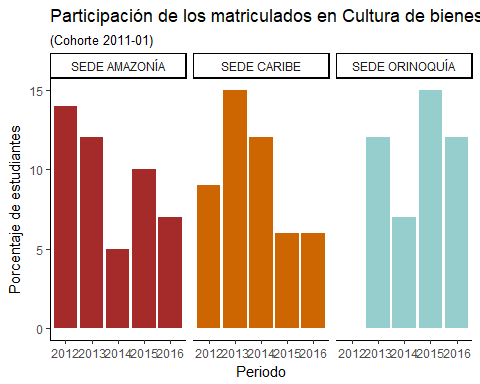 Participación de los matriculados en Cultura de bienes
(Cohorte 2011-01)
SEDE AMAZONÍA SEDE CARIBE SEDE ORINOQUÍA
Porcentaje de estudiantes
15
10
5
0
2012 2013 2014 2015 2016 2012 2013 2014 2015 2016 2012 2013 2014 2015 2016
Periodo